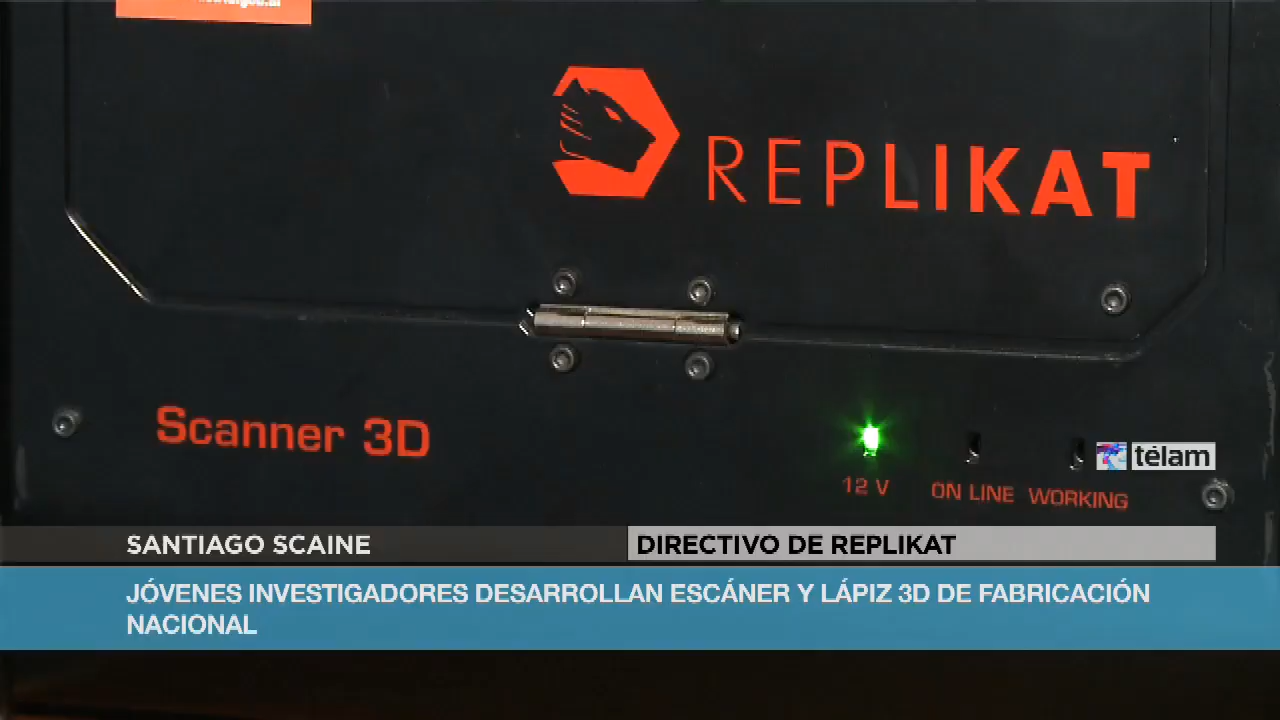 REPLIKAT
Scanner 3D
12 V
ON LINE
WORKING
télam
SANTIAGO SCAINE
DIRECTIVO DE REPLIKAT
JÓVENES INVESTIGADORES DESARROLLAN ESCÁNER Y LÁPIZ 3D DE FABRICACIÓN
NACIONAL